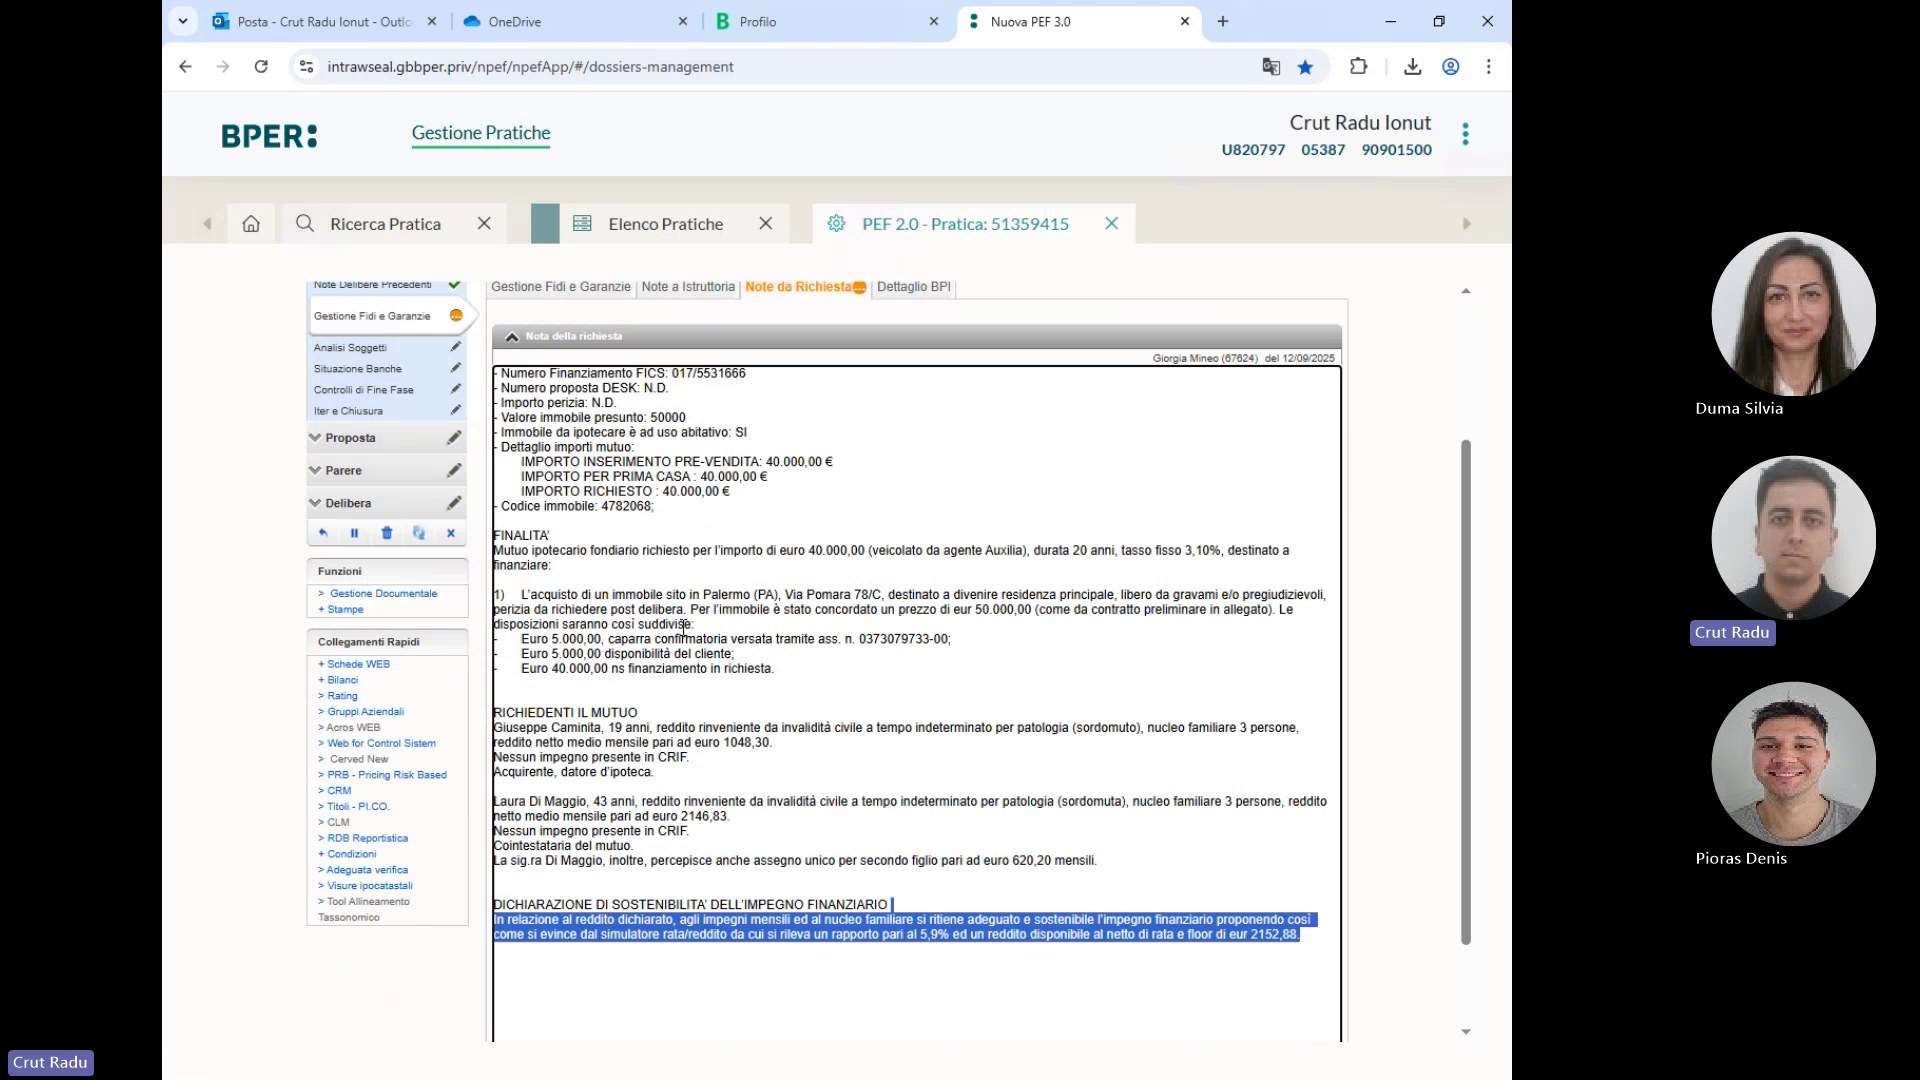 Posta - Crut Radu Ionut - Outlo
OneDrive
Profilo
Nuova PEF 3.0
intrawseal.gbbper.priv/npef/npefApp/#/dossiers-management
BPER:
Gestione Pratiche
Crut Radu Ionut
U820797 05387 90901500
Ricerca Pratica
Elenco Pratiche
PEF 2.0 - Pratica: 51359415
Note Delibere Precedenti
Gestione Fidi e Garanzie
Analisi Soggetti
Situazione Banche
Controlli di Fine Fase
Iter e Chiusura
Proposta
Parere
Delibera
Funzioni
> Gestione Documentale
+ Stampe
Collegamenti Rapidi
+ Schede WEB
+ Bilanci
> Rating
> Gruppi Aziendali
> Acros WEB
> Web for Control Sistem
> Cerved New
> PRB - Pricing Risk Based
> CRM
> Titoli - PI.CO.
> CLM
> RDB Reportistica
+ Condizioni
> Adeguata verifica
> Visure ipocatastali
> Tool Allineamento
Tassonomico
Gestione Fidi e Garanzie
Note a Istruttoria
Note da Richiesta
Dettaglio BPI
Nota della richiesta
Giorgia Mineo (67624) del 12/09/2025
- Numero Finanziamento FICS: 017/5531666
- Numero proposta DESK: N.D.
- Importo perizia: N.D.
- Valore immobile presunto: 50000
- Immobile da ipotecare è ad uso abitativo: SI
- Dettaglio importi mutuo:
IMPORTO INSERIMENTO PRE-VENDITA: 40.000,00 €
IMPORTO PER PRIMA CASA : 40.000,00 €
IMPORTO RICHIESTO : 40.000,00 €
- Codice immobile: 4782068;
FINALITA'
Mutuo ipotecario fondiario richiesto per l'importo di euro 40.000,00 (veicolato da agente Auxilia), durata 20 anni, tasso fisso 3,10%, destinato a
finanziare:
1) L'acquisto di un immobile sito in Palermo (PA), Via Pomara 78/C, destinato a divenire residenza principale, libero da gravami e/o pregiudizievoli,
perizia da richiedere post delibera. Per l'immobile è stato concordato un prezzo di eur 50.000,00 (come da contratto preliminare in allegato). Le
disposizioni saranno così suddivise:
- Euro 5.000,00, caparra confirmatoria versata tramite ass. n. 0373079733-00;
- Euro 5.000,00 disponibilità del cliente;
- Euro 40.000,00 ns finanziamento in richiesta.
RICHIEDENTI IL MUTUO
Giuseppe Caminita, 19 anni, reddito rinveniente da invalidità civile a tempo indeterminato per patologia (sordomuto), nucleo familiare 3 persone,
reddito netto medio mensile pari ad euro 1048,30.
Nessun impegno presente in CRIF.
Acquirente, datore d'ipoteca.
Laura Di Maggio, 43 anni, reddito rinveniente da invalidità civile a tempo indeterminato per patologia (sordomuta), nucleo familiare 3 persone, reddito
netto medio mensile pari ad euro 2146,83.
Nessun impegno presente in CRIF.
Cointestataria del mutuo.
La sig.ra Di Maggio, inoltre, percepisce anche assegno unico per secondo figlio pari ad euro 620,20 mensili.
DICHIARAZIONE DI SOSTENIBILITA' DELL'IMPEGNO FINANZIARIO
In relazione al reddito dichiarato, agli impegni mensili ed al nucleo familiare si ritiene adeguato e sostenibile l'impegno finanziario proponendo così
come si evince dal simulatore rata/reddito da cui si rileva un rapporto pari al 5,9% ed un reddito disponibile al netto di rata e floor di eur 2152,88.
Duma Silvia
Crut Radu
Pioras Denis
Crut Radu